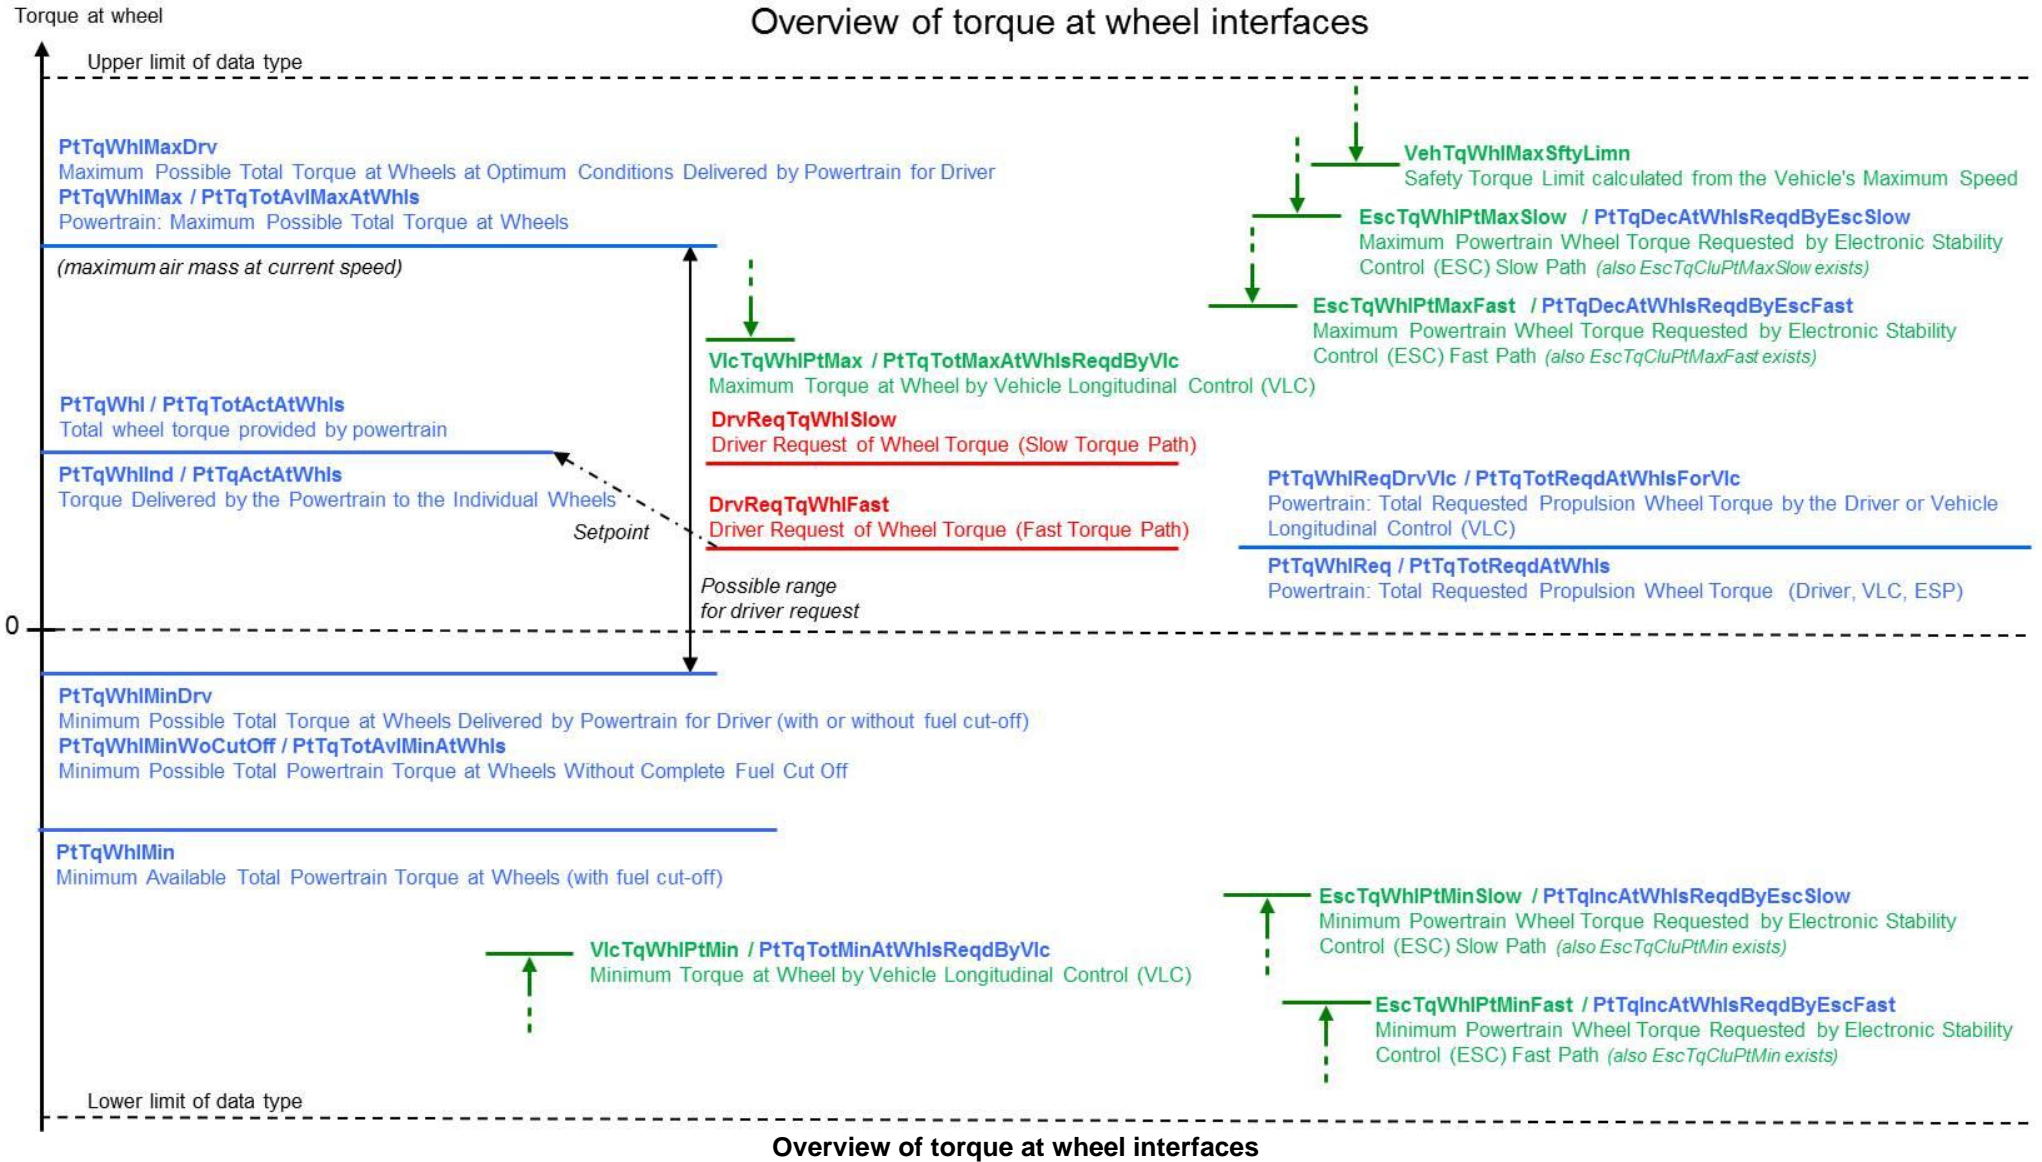 Torque at wheel
Overview of torque at wheel interfaces
Upper limit of data type
PtTqWhlMaxDrv
Maximum Possible Total Torque at Wheels at Optimum Conditions Delivered by Powertrain for Driver
PtTqWhlMax / PtTqTotAvlMaxAtWhls
Powertrain: Maximum Possible Total Torque at Wheels
(maximum air mass at current speed)
VehTqWhlMaxSftyLimn
Safety Torque Limit calculated from the Vehicle's Maximum Speed
EscTqWhlPtMaxSlow / PtTqDecAtWhlsReqdByEscSlow
Maximum Powertrain Wheel Torque Requested by Electronic Stability
Control (ESC) Slow Path (also EscTqCluPtMaxSlow exists)
EscTqWhlPtMaxFast / PtTqDecAtWhlsReqdByEscFast
Maximum Powertrain Wheel Torque Requested by Electronic Stability
Control (ESC) Fast Path (also EscTqCluPtMaxFast exists)
VlcTqWhlPtMax / PtTqTotMaxAtWhlsReqdByVlc
Maximum Torque at Wheel by Vehicle Longitudinal Control (VLC)
PtTqWhl / PtTqTotActAtWhls
Total wheel torque provided by powertrain
PtTqWhlInd / PtTqActAtWhls
Torque Delivered by the Powertrain to the Individual Wheels
Setpoint
DrvReqTqWhlSlow
Driver Request of Wheel Torque (Slow Torque Path)
DrvReqTqWhlFast
Driver Request of Wheel Torque (Fast Torque Path)
Possible range
for driver request
PtTqWhlReqDrvVlc / PtTqTotReqdAtWhlsForVlc
Powertrain: Total Requested Propulsion Wheel Torque by the Driver or Vehicle
Longitudinal Control (VLC)
PtTqWhlReq / PtTqTotReqdAtWhls
Powertrain: Total Requested Propulsion Wheel Torque (Driver, VLC, ESP)
0
PtTqWhlMinDrv
Minimum Possible Total Torque at Wheels Delivered by Powertrain for Driver (with or without fuel cut-off)
PtTqWhlMinWoCutOff / PtTqTotAvlMinAtWhls
Minimum Possible Total Powertrain Torque at Wheels Without Complete Fuel Cut Off
PtTqWhlMin
Minimum Available Total Powertrain Torque at Wheels (with fuel cut-off)
VlcTqWhlPtMin / PtTqTotMinAtWhlsReqdByVlc
Minimum Torque at Wheel by Vehicle Longitudinal Control (VLC)
EscTqWhlPtMinSlow / PtTqIncAtWhlsReqdByEscSlow
Minimum Powertrain Wheel Torque Requested by Electronic Stability
Control (ESC) Slow Path (also EscTqCluPtMin exists)
EscTqWhlPtMinFast / PtTqIncAtWhlsReqdByEscFast
Minimum Powertrain Wheel Torque Requested by Electronic Stability
Control (ESC) Fast Path (also EscTqCluPtMin exists)
Lower limit of data type
Overview of torque at wheel interfaces